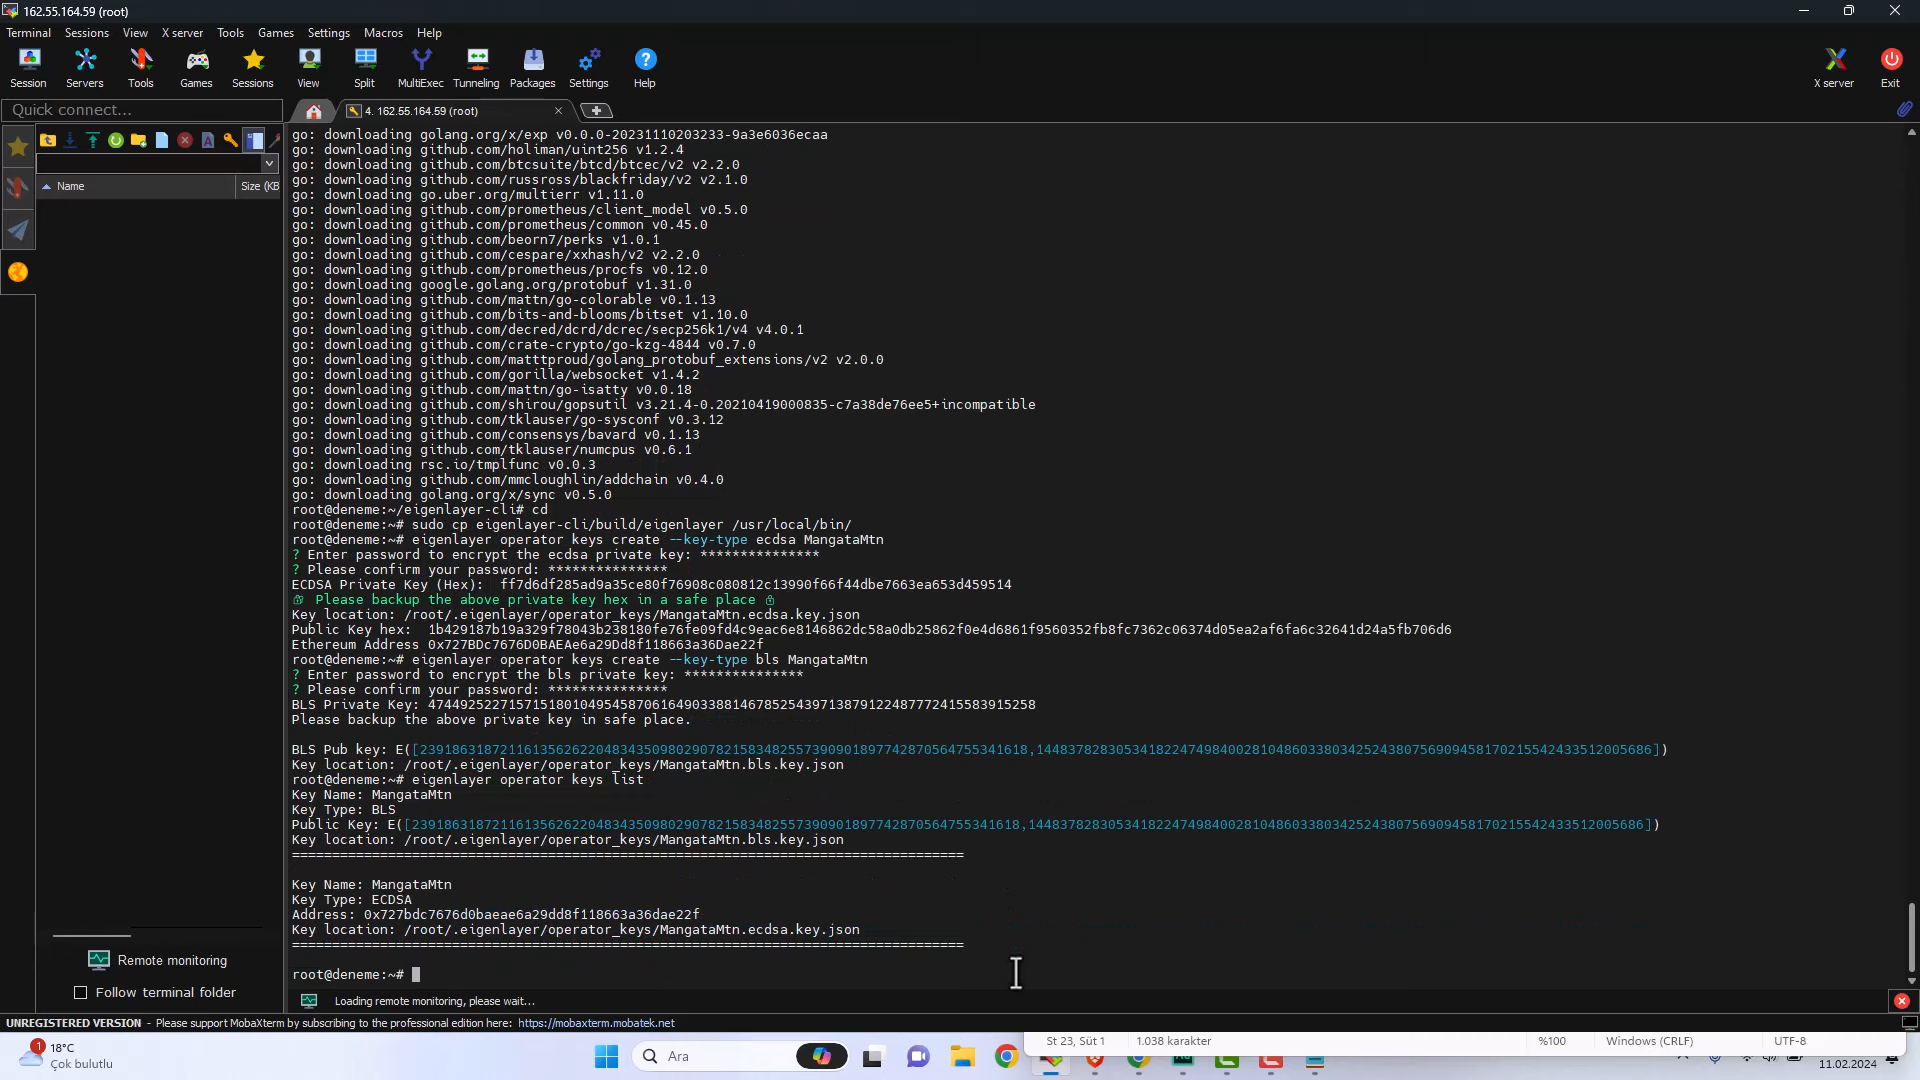 162.55.164.59 (root)
Terminal Sessions View X server Tools Games Settings Macros Help
Session Servers Tools Games Sessions View Split MultiExec Tunneling Packages Settings Help X server Exit
Quick connect...
4. 162.55.164.59 (root)
Name Size (KB
go: downloading golang.org/x/exp v0.0.0-20231110203233-9a3e6036ecaa
go: downloading github.com/holiman/uint256 v1.2.4
go: downloading github.com/btcsuite/btcd/btcec/v2 v2.2.0
go: downloading github.com/russross/blackfriday/v2 v2.1.0
go: downloading go.uber.org/multierr v1.11.0
go: downloading github.com/prometheus/client_model v0.5.0
go: downloading github.com/prometheus/common v0.45.0
go: downloading github.com/beorn7/perks v1.0.1
go: downloading github.com/cespare/xxhash/v2 v2.2.0
go: downloading github.com/prometheus/procfs v0.12.0
go: downloading google.golang.org/protobuf v1.31.0
go: downloading github.com/mattn/go-colorable v0.1.13
go: downloading github.com/bits-and-blooms/bitset v1.10.0
go: downloading github.com/decred/dcrd/dcrec/secp256k1/v4 v4.0.1
go: downloading github.com/crate-crypto/go-kzg-4844 v0.7.0
go: downloading github.com/matttproud/golang_protobuf_extensions/v2 v2.0.0
go: downloading github.com/gorilla/websocket v1.4.2
go: downloading github.com/mattn/go-isatty v0.0.18
go: downloading github.com/shirou/gopsutil v3.21.4-0.20210419000835-c7a38de76ee5+incompatible
go: downloading github.com/tklauser/go-sysconf v0.3.12
go: downloading github.com/consensys/bavard v0.1.13
go: downloading github.com/tklauser/numcpus v0.6.1
go: downloading rsc.io/tmplfunc v0.0.3
go: downloading github.com/mmcloughlin/addchain v0.4.0
go: downloading golang.org/x/sync v0.5.0
root@deneme:~/eigenlayer-cli# cd
root@deneme:~# sudo cp eigenlayer-cli/build/eigenlayer /usr/local/bin/
root@deneme:~# eigenlayer operator keys create --key-type ecdsa MangataMtn
? Enter password to encrypt the ecdsa private key: ***************
? Please confirm your password: ***************
ECDSA Private Key (Hex):  ff7d6df285ad9a35ce80f76908c080812c13990f66f44dbe7663ea653d459514
Please backup the above private key hex in a safe place
Key location: /root/.eigenlayer/operator_keys/MangataMtn.ecdsa.key.json
Public Key hex:  1b429187b19a329f78043b238180fe76fe09fd4c9eac6e8146862dc58a0db25862f0e4d6861f9560352fb8fc7362c06374d05ea2af6fa6c32641d24a5fb706d6
Ethereum Address 0x727BDc7676D0BAEAe6a29Dd8f118663a36Dae22f
root@deneme:~# eigenlayer operator keys create --key-type bls MangataMtn
? Enter password to encrypt the bls private key: ***************
? Please confirm your password: ***************
BLS Private Key: 4744925227157151801049545870616490338814678525439713879122487772415583915258
Please backup the above private key in safe place.
BLS Pub key: E([2391863187211613562622048343509802907821583482557390901897742870564755341618,14483782830534182247498400281048603380342524380756909458170215542433512005686])
Key location: /root/.eigenlayer/operator_keys/MangataMtn.bls.key.json
root@deneme:~# eigenlayer operator keys list
Key Name: MangataMtn
Key Type: BLS
Public Key: E([2391863187211613562622048343509802907821583482557390901897742870564755341618,14483782830534182247498400281048603380342524380756909458170215542433512005686])
Key location: /root/.eigenlayer/operator_keys/MangataMtn.bls.key.json
====================================================================================
Key Name: MangataMtn
Key Type: ECDSA
Address: 0x727bdc7676d0baeae6a29dd8f118663a36dae22f
Key location: /root/.eigenlayer/operator_keys/MangataMtn.ecdsa.key.json
====================================================================================
root@deneme:~#
Remote monitoring
Follow terminal folder
Loading remote monitoring, please wait...
UNREGISTERED VERSION - Please support MobaXterm by subscribing to the professional edition here: https://mobaxterm.mobatek.net
St 23, Süt 1 1.038 karakter %100 Windows (CRLF) UTF-8
1
18°C
Çok bulutlu
Ara
11.02.2024